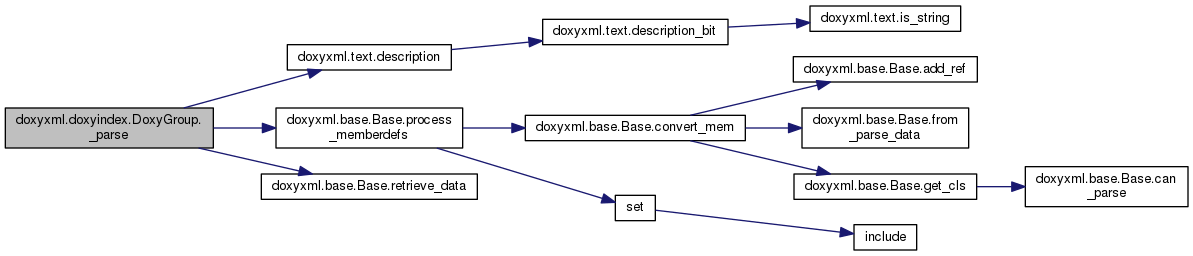 doxyxml.doxyindex.DoxyGroup.
_parse
doxyxml.text.description
doxyxml.text.description_bit
doxyxml.text.is_string
doxyxml.base.Base.process
_memberdefs
doxyxml.base.Base.convert_mem
doxyxml.base.Base.add_ref
doxyxml.base.Base.from
_parse_data
doxyxml.base.Base.get_cls
doxyxml.base.Base.can
_parse
doxyxml.base.Base.retrieve_data
set
include